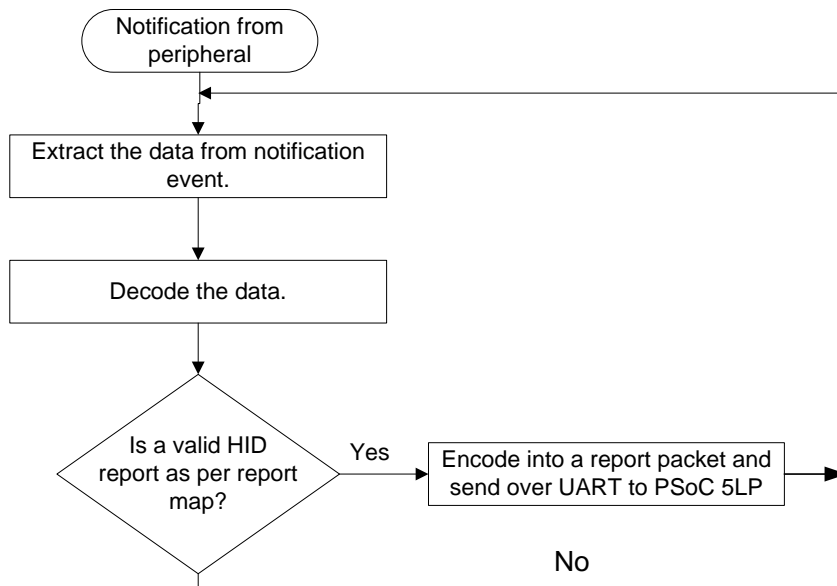 Notification from
peripheral
Extract the data from notification
event.
Decode the data.
Is a valid HID
report as per report
map?
Yes
Encode into a report packet and
send over UART to PSoC 5LP
No